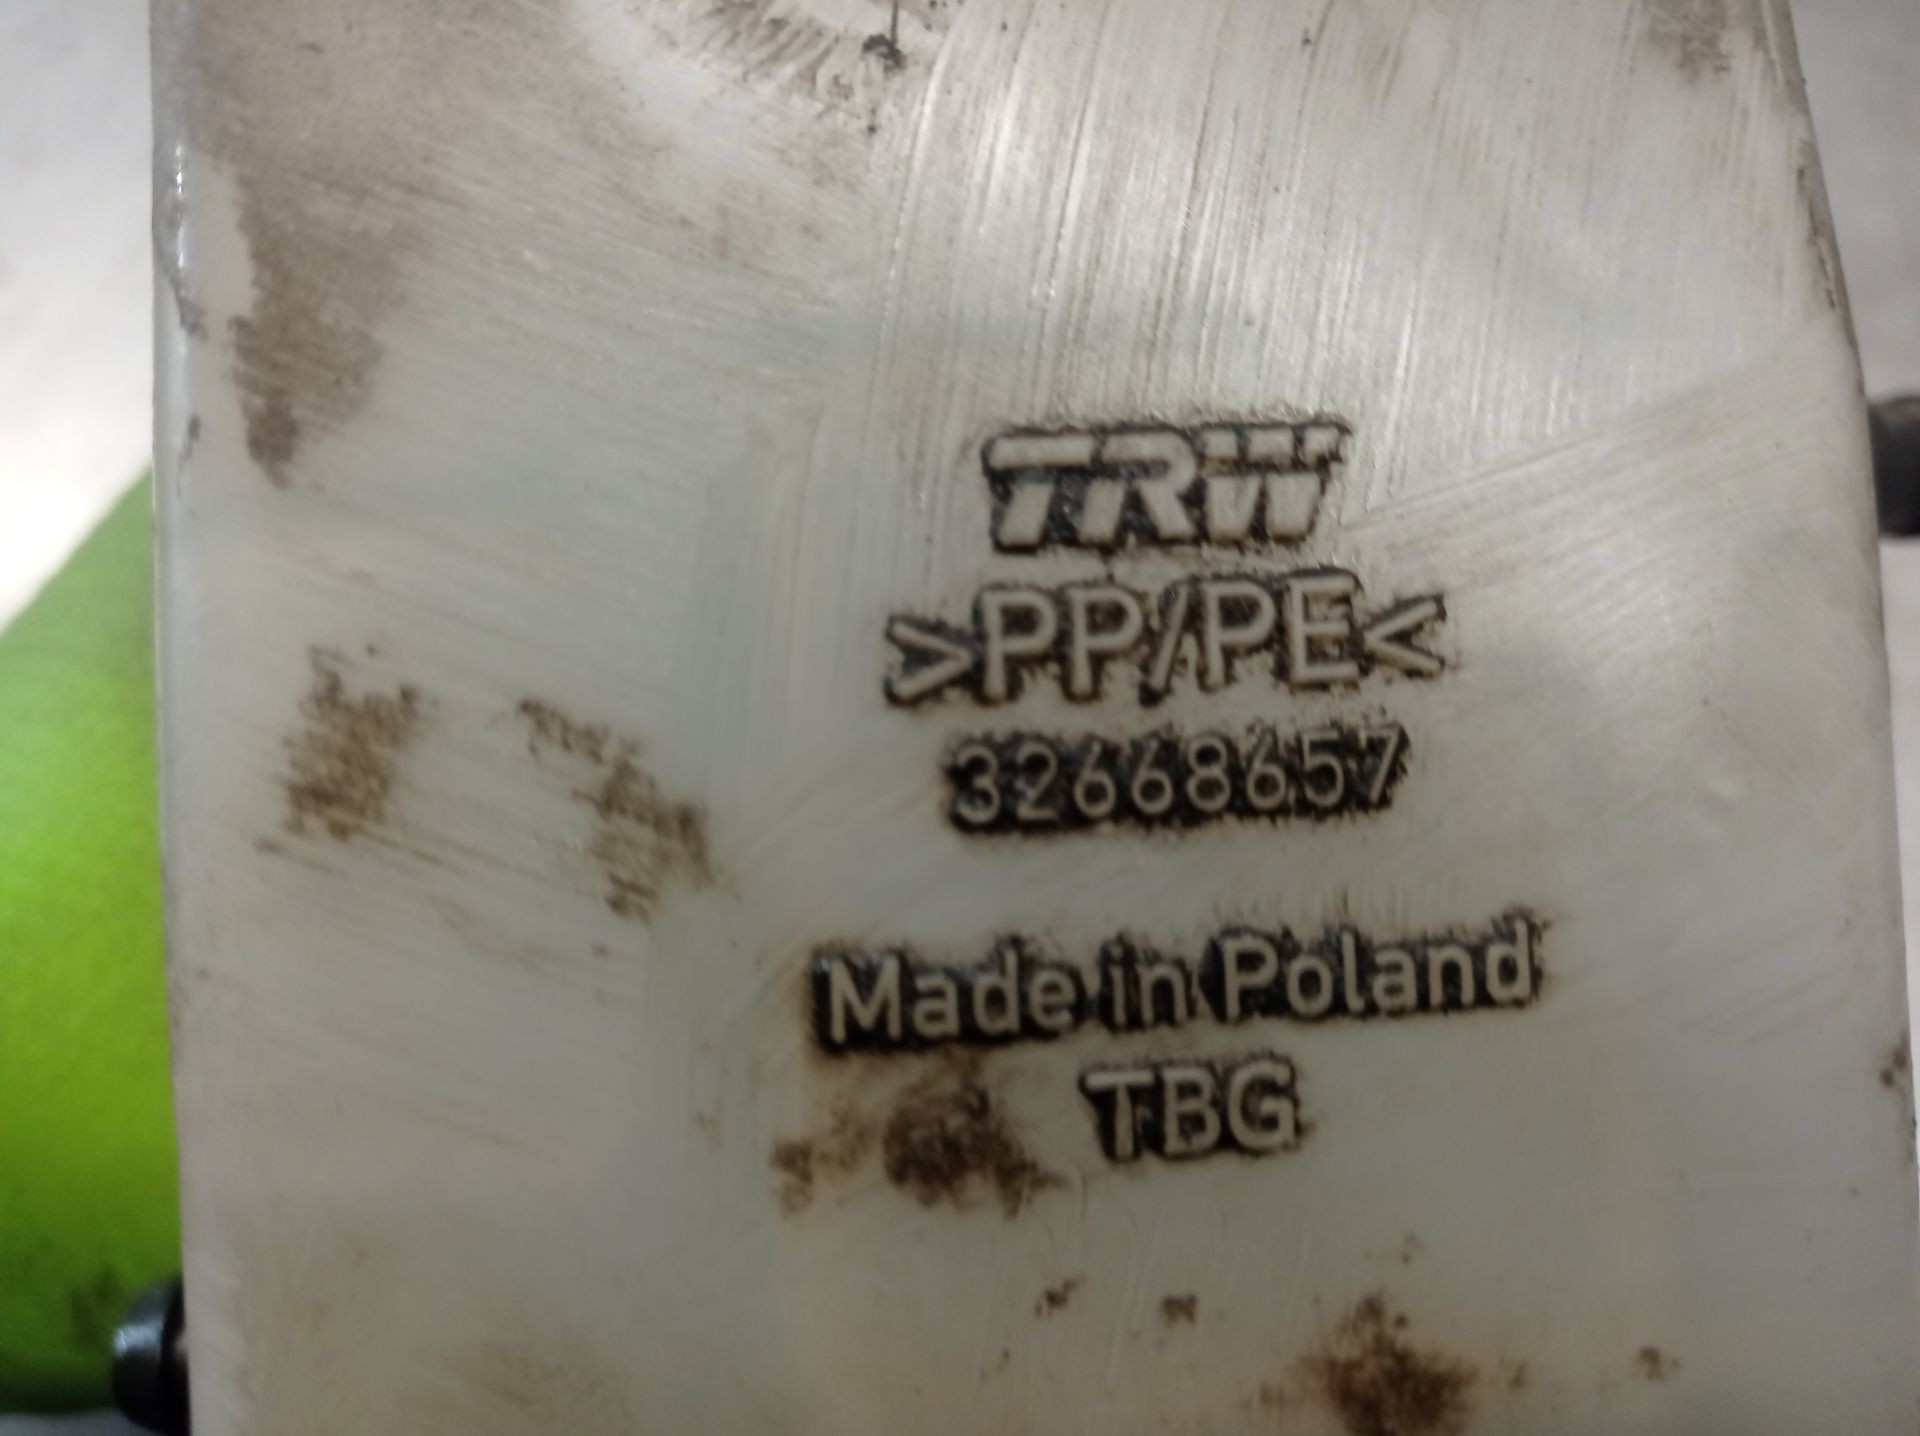 TRW
>PP/PE<
32668657
Made in Poland
TBG